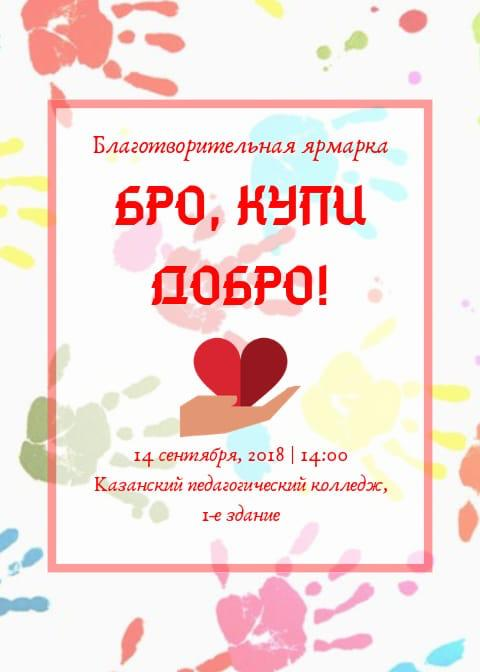 Благотворительная ярмарка
БРО, КУПИ
ДОБРО!
14 сентября, 2018 | 14:00
Казанский педагогический колледж,
1-е здание